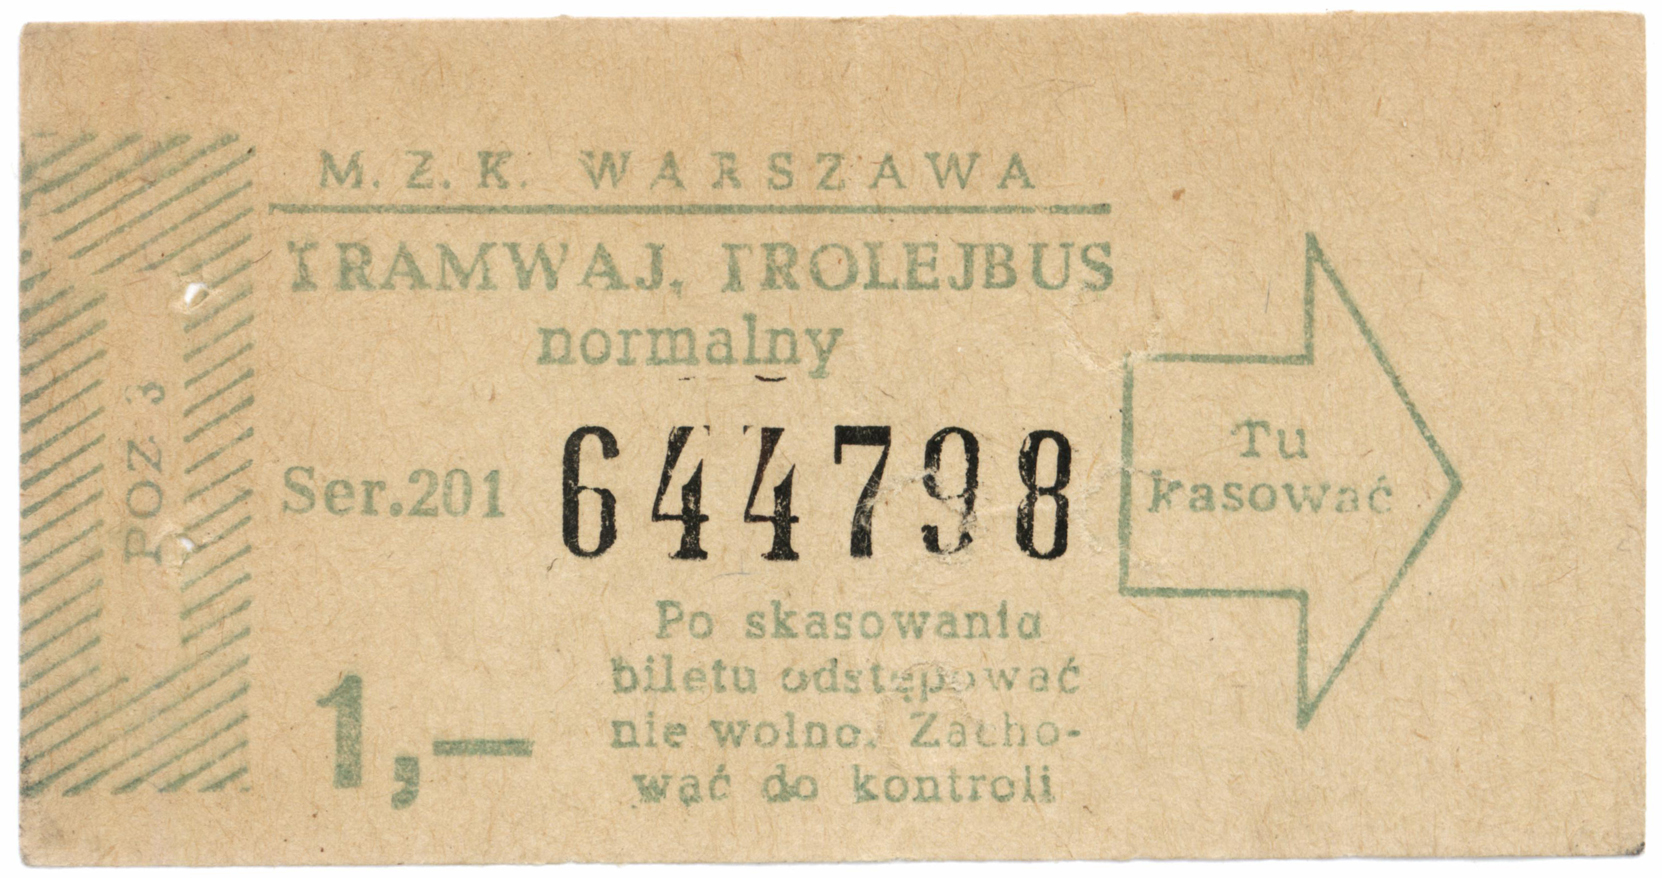 M. Z. K. WARSZAWA
TRAMWAJ, TROLEJBUS
normalny
POZ 3
Ser.201 644798
Tu
kasować
1,—
Po skasowaniu
biletu odstępować
nie wolno. Zacho-
wać do kontroli